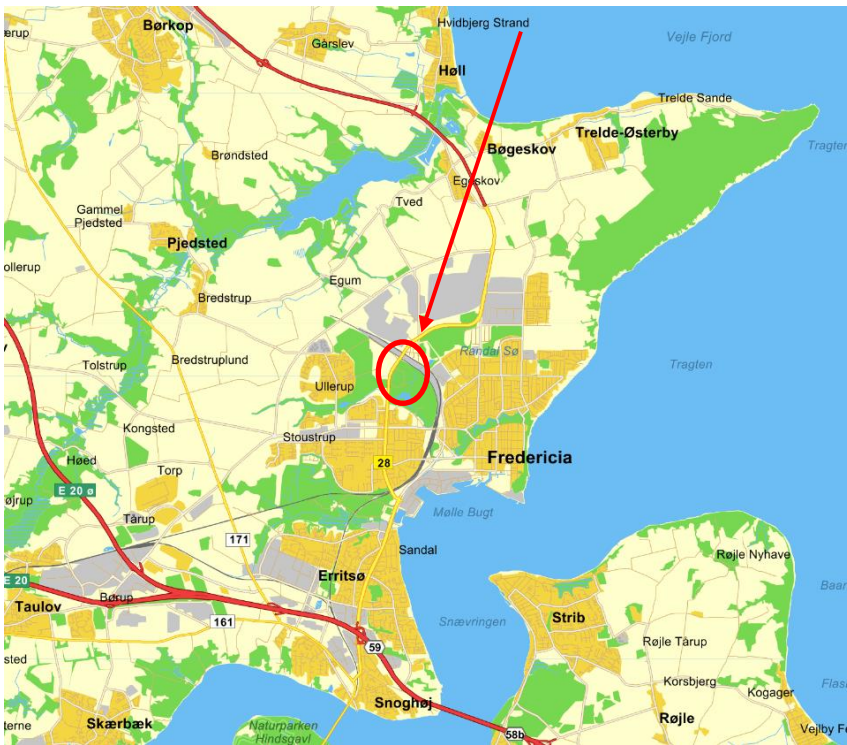 Hvidbjerg Strand
Børkop
Gårslev
Vejle Fjord
Høll
Trelde Sande
Trelde-Østerby
Bøgeskov
Brøndsted
Egeskov
Tved
Gammel
Pjedsted
Pjedsted
Egum
Bredstrup
Randal Sø
Tragten
Tolstrup
Bredstruplund
Ullerup
Kongsted
Stoustrup
Høed
Torp
28
Fredericia
E 20 ø
Tårup
171
Mølle Bugt
Sandal
Røjle Nyhave
E 20
Erritsø
Taulov
Børup
161
Snævringen
Strib
59
Røjle Tårup
Korsbjerg
Kogager
Snoghøj
Skærbæk
Naturparken
Hindsgavl
58b
Røjle